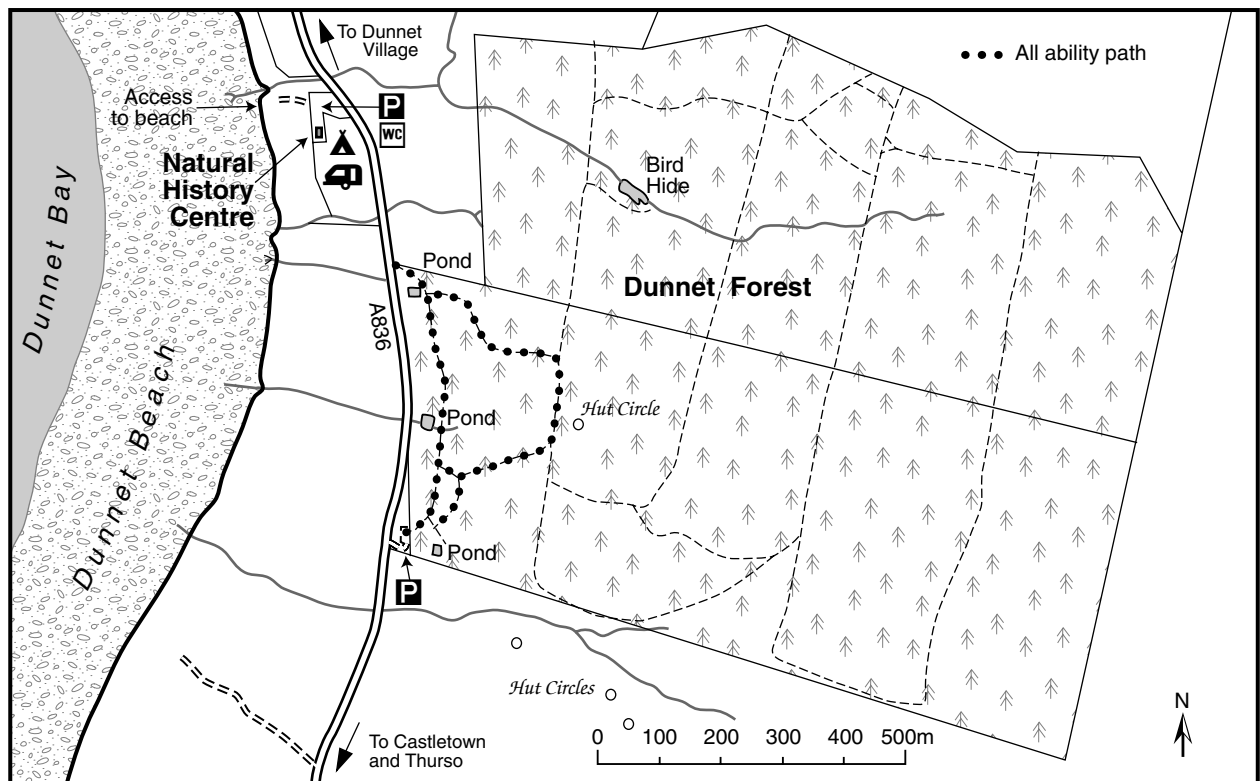 To Dunnet
Village
All ability path
Access
to beach
P
WC
Natural
History
Centre
Bird
Hide
Dunnet Bay
Pond
Dunnet Forest
A836
Dunnet Beach
Hut Circle
Pond
Pond
P
Hut Circles
N
To Castletown
and Thurso
0 100 200 300 400 500m